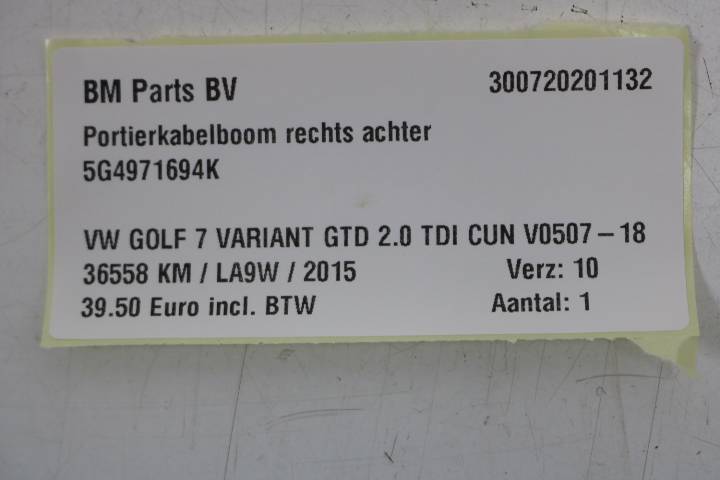 BM Parts BV 300720201132
Portierkabelboom rechts achter
5G4971694K
VW GOLF 7 VARIANT GTD 2.0 TDI CUN V0507-18
36558 KM / LA9W / 2015 Verz: 10
39.50 Euro incl. BTW Aantal: 1